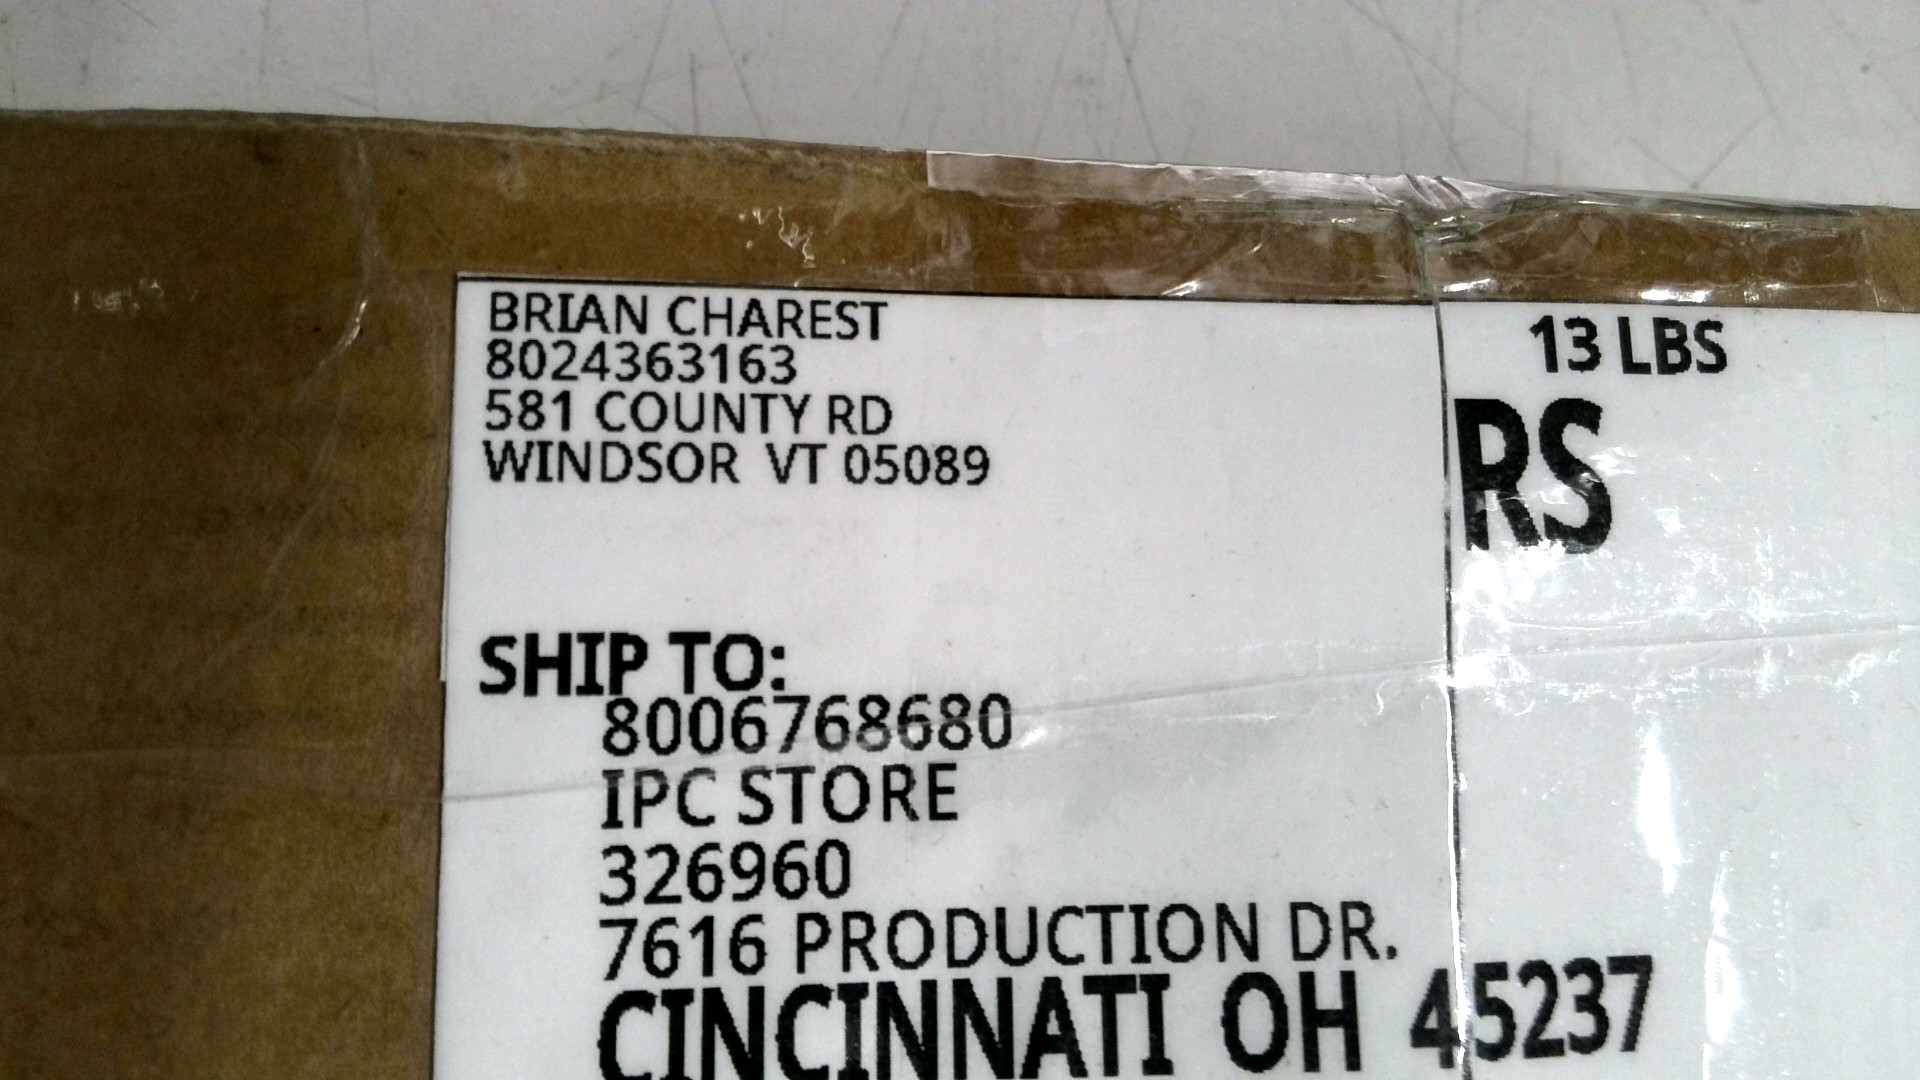 BRIAN CHAREST
8024363163
581 COUNTY RD
WINDSOR VT 05089
13 LBS
RS
SHIP TO:
8006768680
IPC STORE
326960
7616 PRODUCTION DR.
CINCINNATI OH 45237